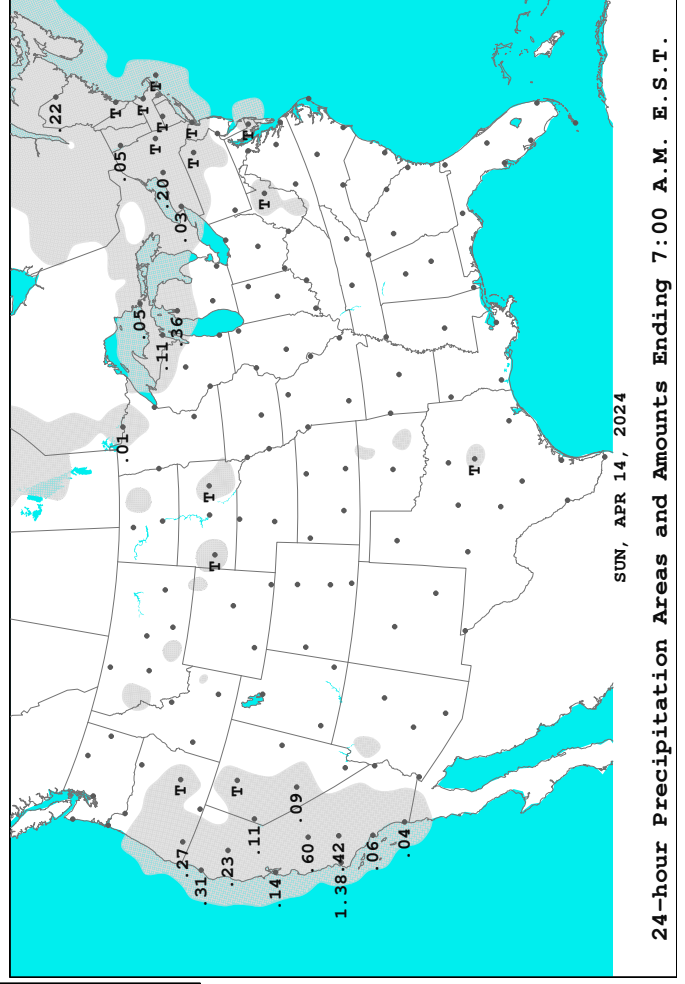 .22
.01
.05
T
.05
T
T
.11
T
T
.20
.36
.27
T
.03
T
T
.31
T
T
.23
T
T
.11
T
.14
.09
.60
1.38
.42
.06
.04
T
SUN, APR 14, 2024
24-hour Precipitation Areas and Amounts Ending 7:00 A.M. E.S.T.